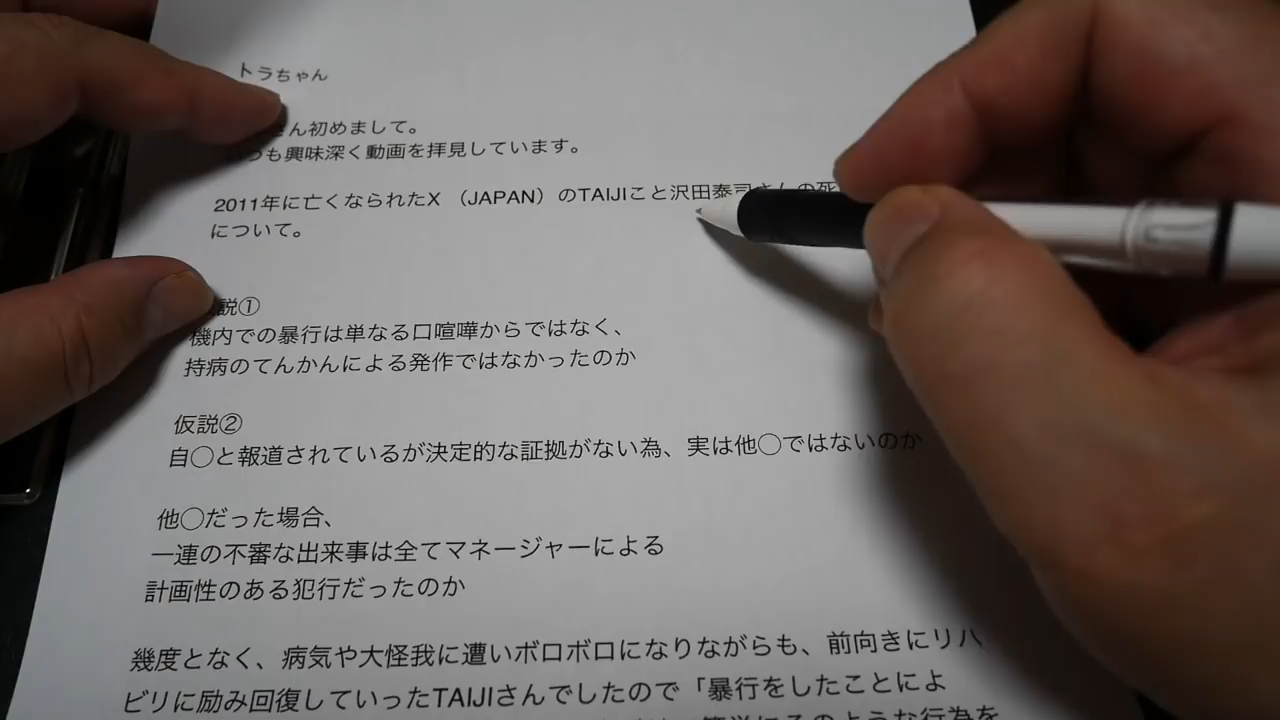 トラちゃん
さん初めまして。
いつも興味深く動画を拝見しています。
2011年に亡くなられたX （JAPAN）のTAIJIこと沢田泰司さんの死
について。
仮説①
機内での暴行は単なる口喧嘩からではなく、
持病のてんかんによる発作ではなかったのか
仮説②
自◯と報道されているが決定的な証拠がない為、実は他◯ではないのか
他◯だった場合、
一連の不審な出来事は全てマネージャーによる
計画性のある犯行だったのか
幾度となく、病気や大怪我に遭いボロボロになりながらも、前向きにリハ
ビリに励み回復していったTAIJIさんでしたので「暴行をしたことによ
そのような行為を